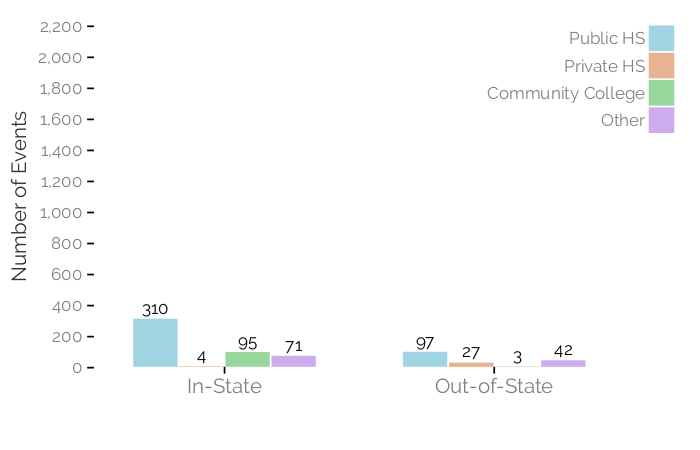 2,200
2,000
1,800
1,600
1,400
1,200
1,000
800
600
400
200
0
Number of Events
Public HS
Private HS
Community College
Other
310
4
95
71
97
27
3
42
In-State
Out-of-State